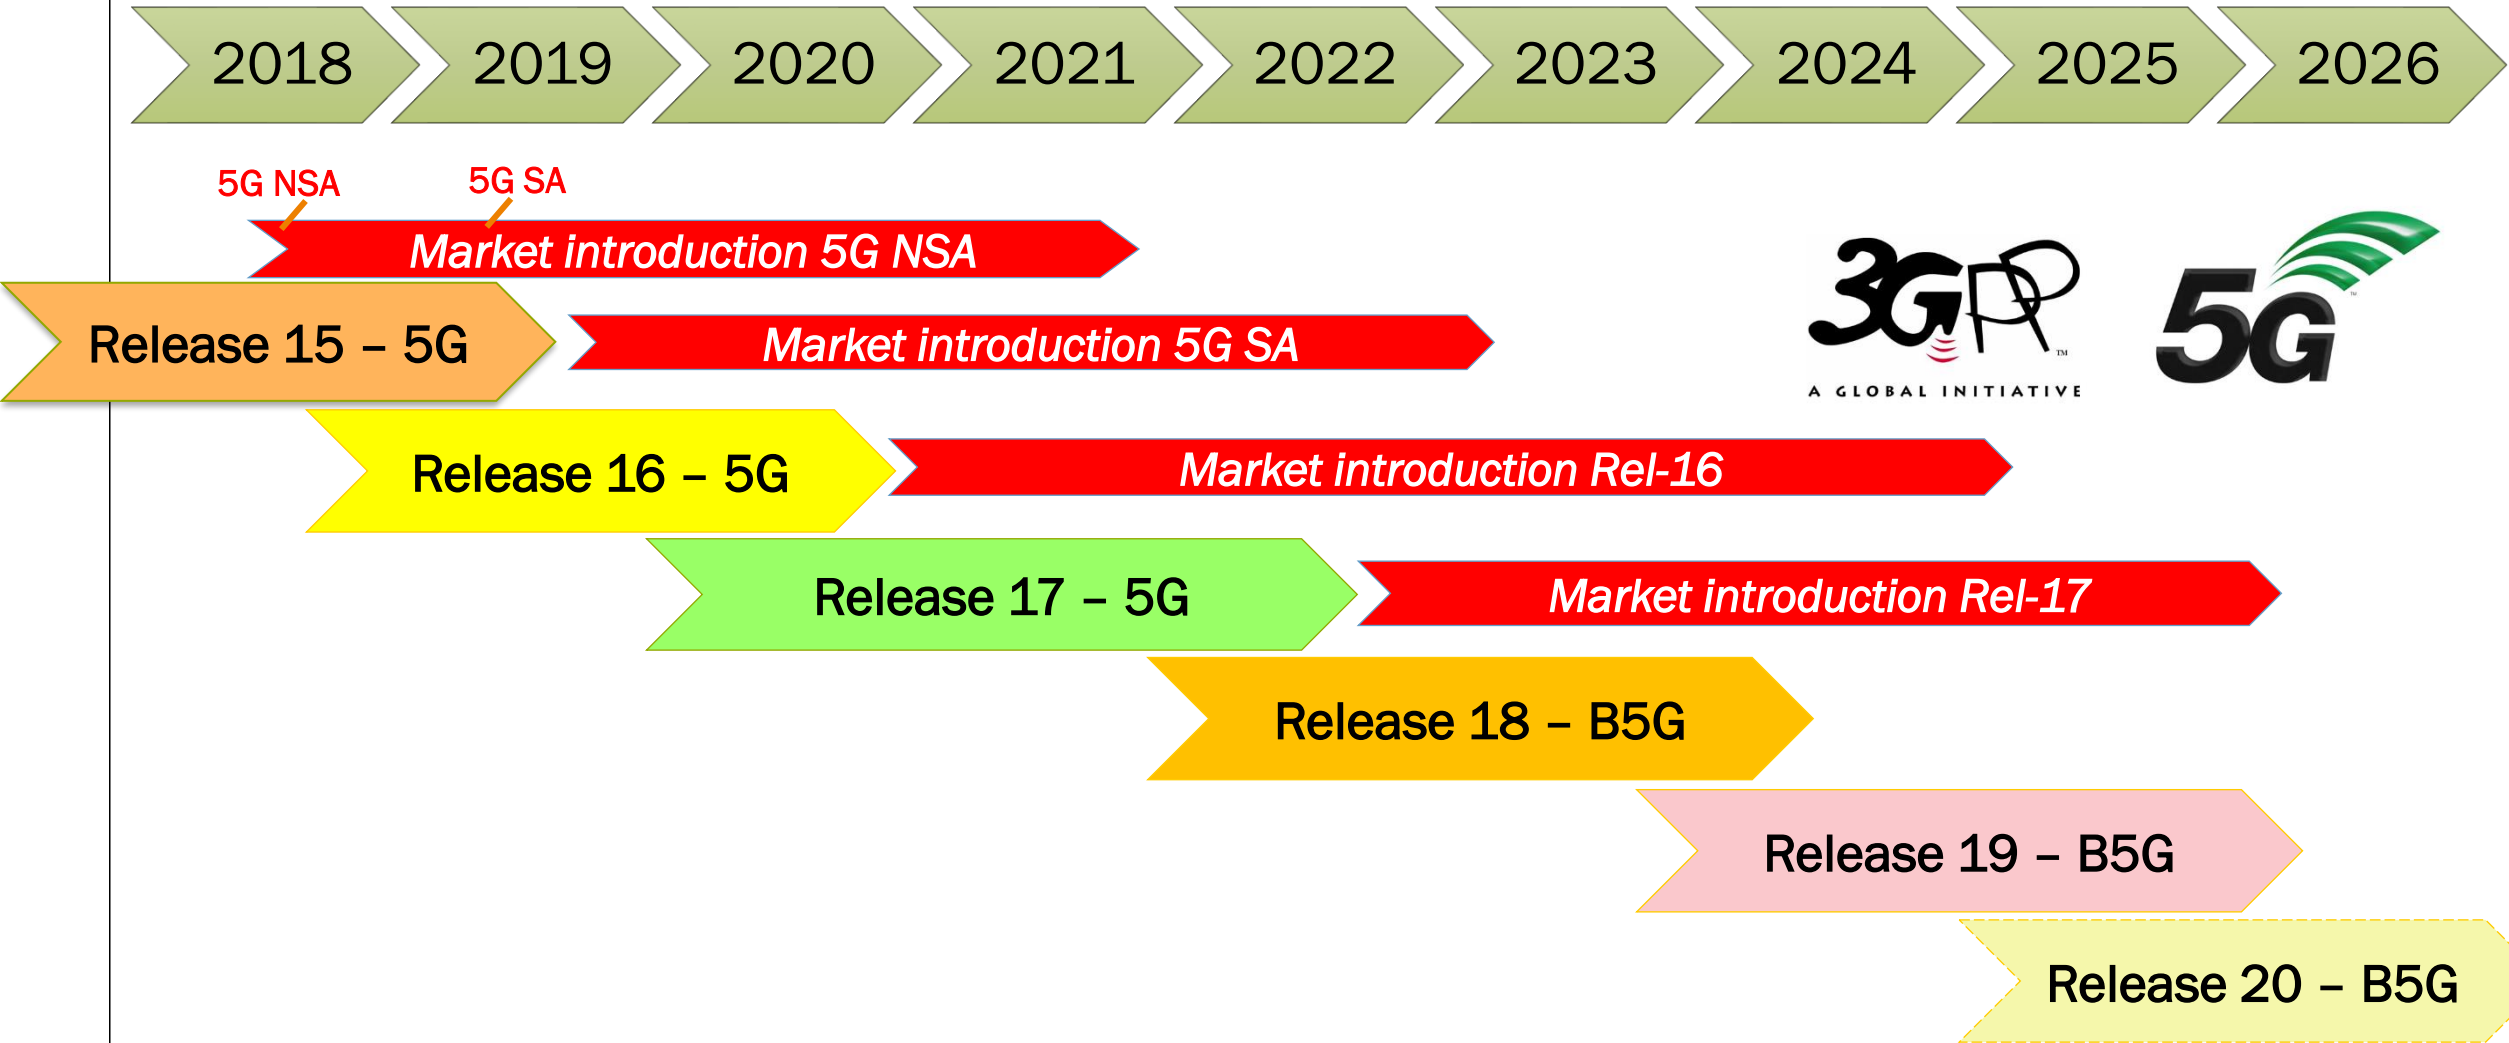 2018 2019 2020 2021 2022 2023 2024 2025 2026
5G NSA 5G SA
Market introduction 5G NSA
Release 15 – 5G
Market introduction 5G SA
3GPP™
A GLOBAL INITIATIVE
5G™
Release 16 – 5G
Market introduction Rel-16
Release 17 – 5G
Market introduction Rel-17
Release 18 – B5G
Release 19 – B5G
Release 20 – B5G